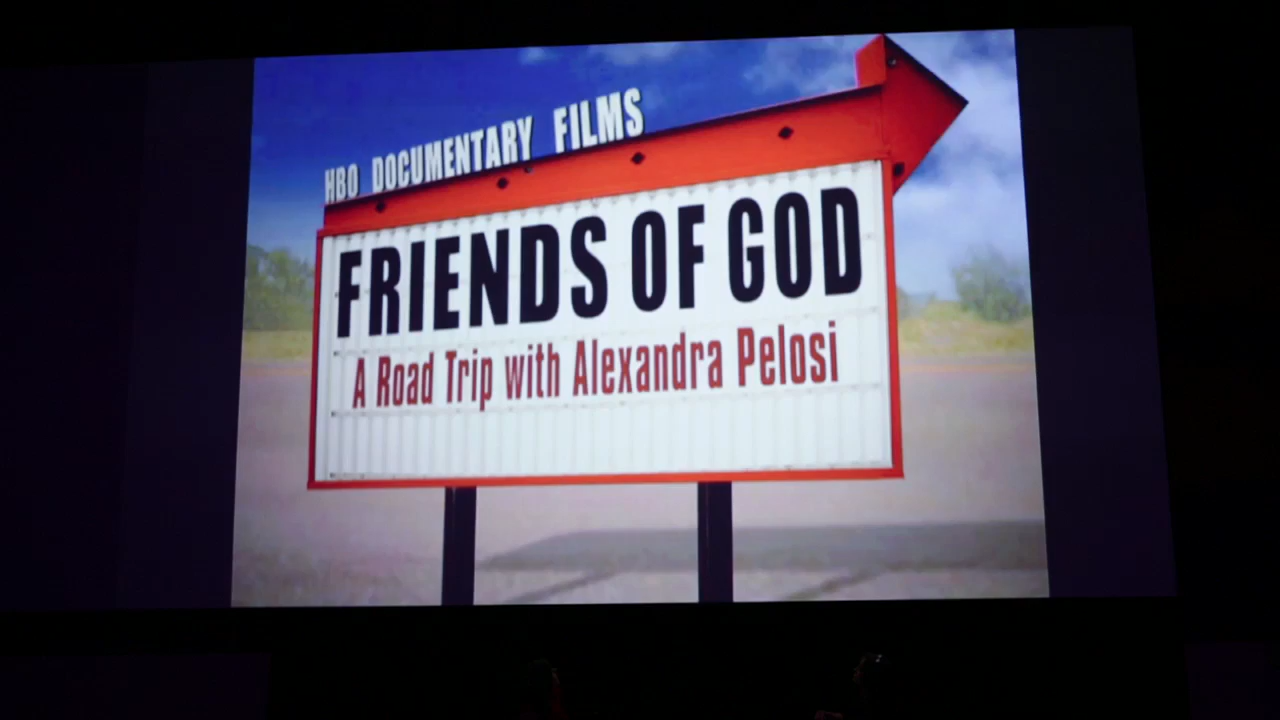 HBO DOCUMENTARY FILMS
FRIENDS OF GOD
A Road Trip with Alexandra Pelosi